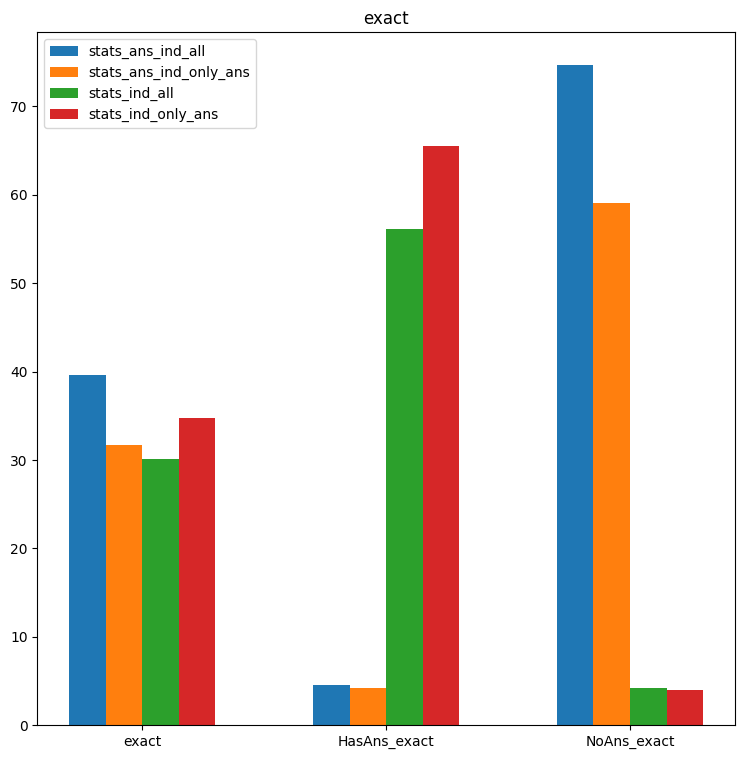 exact
stats_ans_ind_all
stats_ans_ind_only_ans
stats_ind_all
stats_ind_only_ans
70
60
50
40
30
20
10
0
exact
HasAns_exact
NoAns_exact